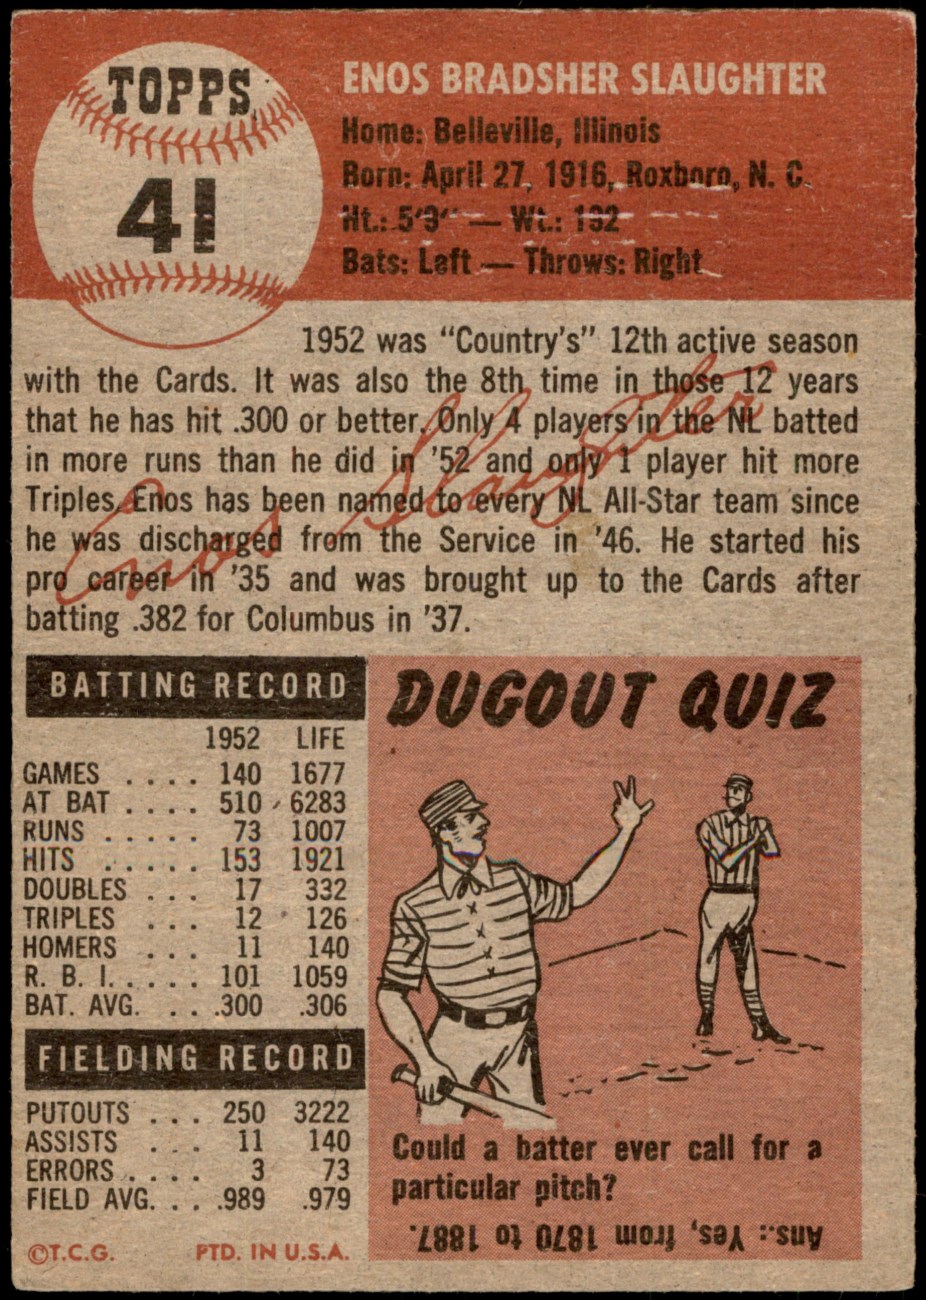 TOPPS
41
ENOS BRADSHER SLAUGHTER
Home: Belleville, Illinois
Born: April 27, 1916, Roxboro, N. C.
Ht.: 5'9" — Wt.: 192
Bats: Left — Throws: Right
1952 was "Country's" 12th active season
with the Cards. It was also the 8th time in those 12 years
that he has hit .300 or better. Only 4 players in the NL batted
in more runs than he did in '52 and only 1 player hit more
Triples. Enos has been named to every NL All-Star team since
he was discharged from the Service in '46. He started his
pro career in '35 and was brought up to the Cards after
batting .382 for Columbus in '37.
Enos Slaughter
BATTING RECORD
1952 LIFE
GAMES . . . . 140 1677
AT BAT . . . . 510 6283
RUNS . . . . . 73 1007
HITS . . . . . 153 1921
DOUBLES . . . 17 332
TRIPLES . . . 12 126
HOMERS . . . 11 140
R. B. I. . . . . 101 1059
BAT. AVG. . . .300 .306
FIELDING RECORD
PUTOUTS . . . 250 3222
ASSISTS . . . 11 140
ERRORS . . . . 3 73
FIELD AVG. . . .989 .979
©T.C.G. PTD. IN U.S.A.
DUGOUT QUIZ
Could a batter ever call for a
particular pitch?
Ans.: Yes, from 1870 to 1887.